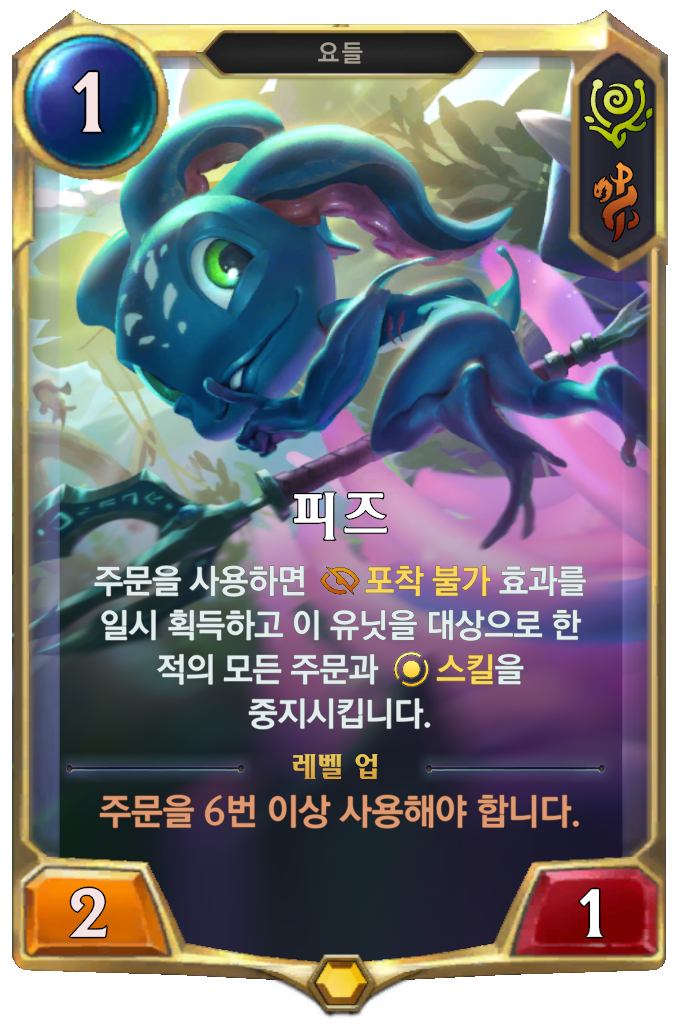 요들
1
피즈
주문을 사용하면 포착 불가 효과를
일시 획득하고 이 유닛을 대상으로 한
적의 모든 주문과 스킬을
중지시킵니다.
레벨 업
주문을 6번 이상 사용해야 합니다.
2
1